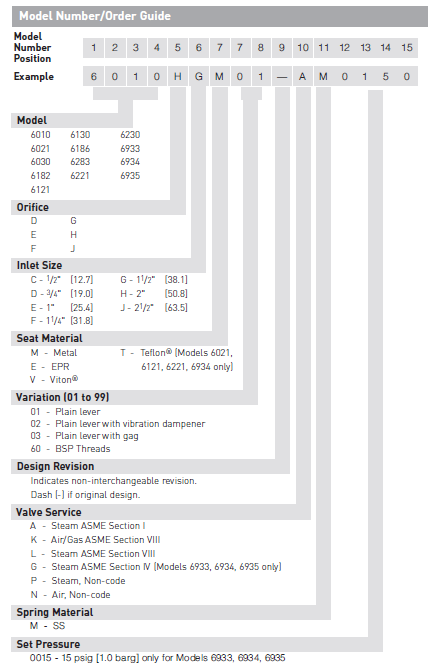 Model Number/Order Guide
Model Number Position 1 2 3 4 5 6 7 7 8 9 10 11 12 13 14 15
Example 6 0 1 0 H G M 0 1 — A M 0 1 5 0
Model
6010 6130 6230
6021 6186 6933
6030 6283 6934
6182 6221 6935
6121
Orifice
D G
E H
F J
Inlet Size
C - 1/2" [12.7] G - 11/2" [38.1]
D - 3/4" [19.0] H - 2" [50.8]
E - 1" [25.4] J - 21/2" [63.5]
F - 11/4" [31.8]
Seat Material
M - Metal T - Teflon® (Models 6021,
E - EPR 6121, 6221, 6934 only)
V - Viton®
Variation (01 to 99)
01 - Plain lever
02 - Plain lever with vibration dampener
03 - Plain lever with gag
60 - BSP Threads
Design Revision
Indicates non-interchangeable revision.
Dash (-) if original design.
Valve Service
A - Steam ASME Section I
K - Air/Gas ASME Section VIII
L - Steam ASME Section VIII
G - Steam ASME Section IV (Models 6933, 6934, 6935 only)
P - Steam, Non-code
N - Air, Non-code
Spring Material
M - SS
Set Pressure
0015 - 15 psig [1.0 barg] only for Models 6933, 6934, 6935